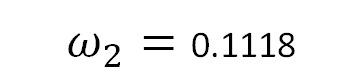 ω₂ = 0.1118